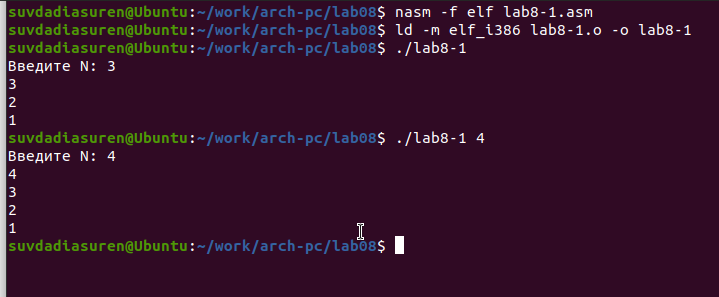 suvdadiasuren@Ubuntu:~/work/arch-pc/lab08$ nasm -f elf lab8-1.asm
suvdadiasuren@Ubuntu:~/work/arch-pc/lab08$ ld -m elf_i386 lab8-1.o -o lab8-1
suvdadiasuren@Ubuntu:~/work/arch-pc/lab08$ ./lab8-1
Введите N: 3
3
2
1
suvdadiasuren@Ubuntu:~/work/arch-pc/lab08$ ./lab8-1 4
Введите N: 4
4
3
2
1
suvdadiasuren@Ubuntu:~/work/arch-pc/lab08$